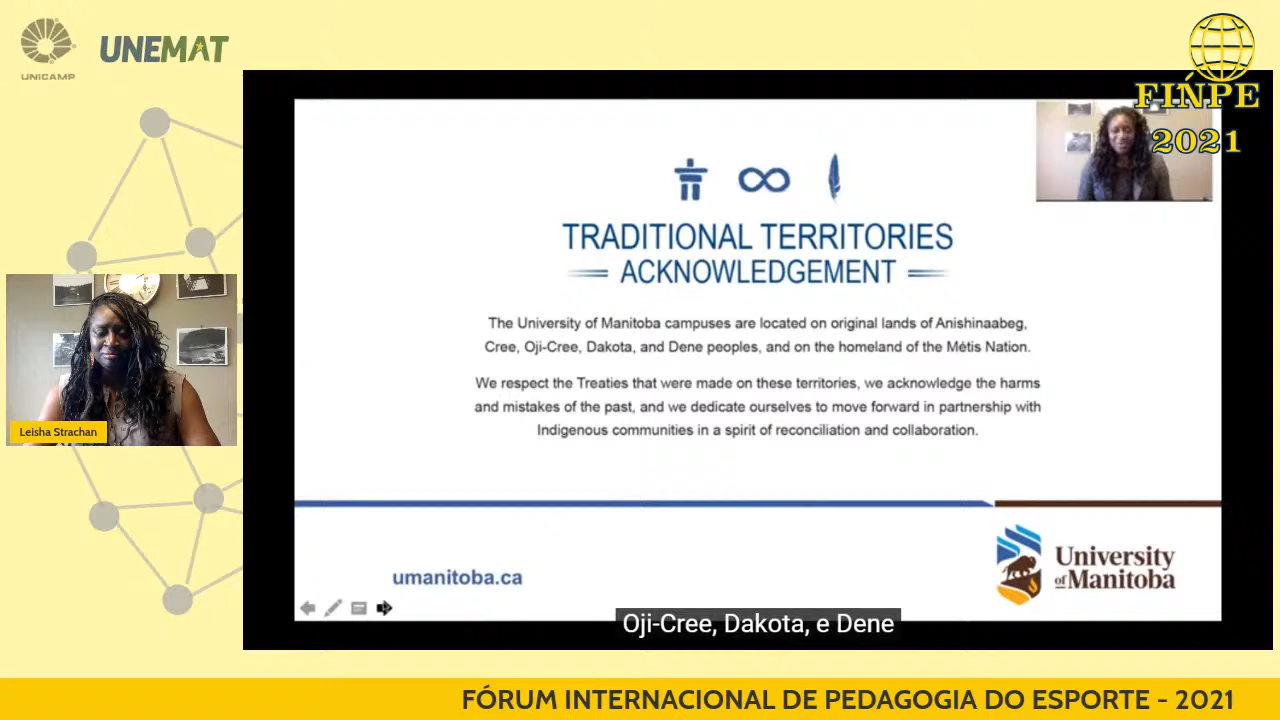 UNICAMP
UNEMAT
FINPE
2021
TRADITIONAL TERRITORIES
ACKNOWLEDGEMENT
The University of Manitoba campuses are located on original lands of Anishinaabeg,
Cree, Oji-Cree, Dakota, and Dene peoples, and on the homeland of the Métis Nation.
We respect the Treaties that were made on these territories, we acknowledge the harms
and mistakes of the past, and we dedicate ourselves to move forward in partnership with
Indigenous communities in a spirit of reconciliation and collaboration.
Leisha Strachan
umanitoba.ca
University
of Manitoba
Oji-Cree, Dakota, e Dene
FÓRUM INTERNACIONAL DE PEDAGOGIA DO ESPORTE - 2021